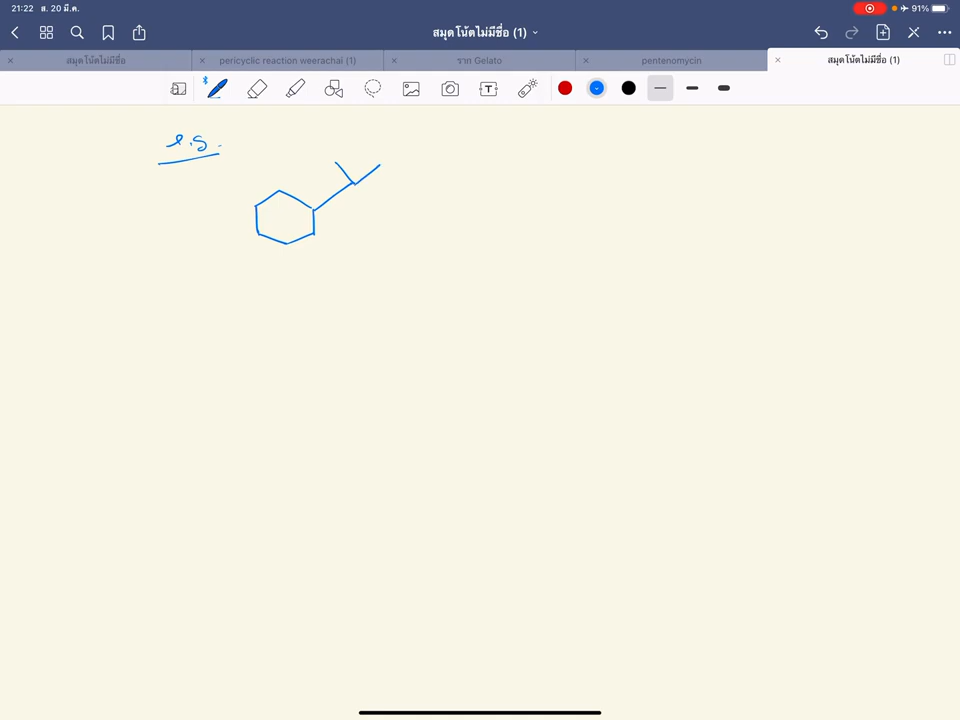 21:22 ส. 20 มี.ค.
91%
สมุดโน้ตไม่มีชื่อ (1)
สมุดโน้ตไม่มีชื่อ
pericyclic reaction weerachai (1)
ราก Gelato
pentenomycin
สมุดโน้ตไม่มีชื่อ (1)
T
e.g.